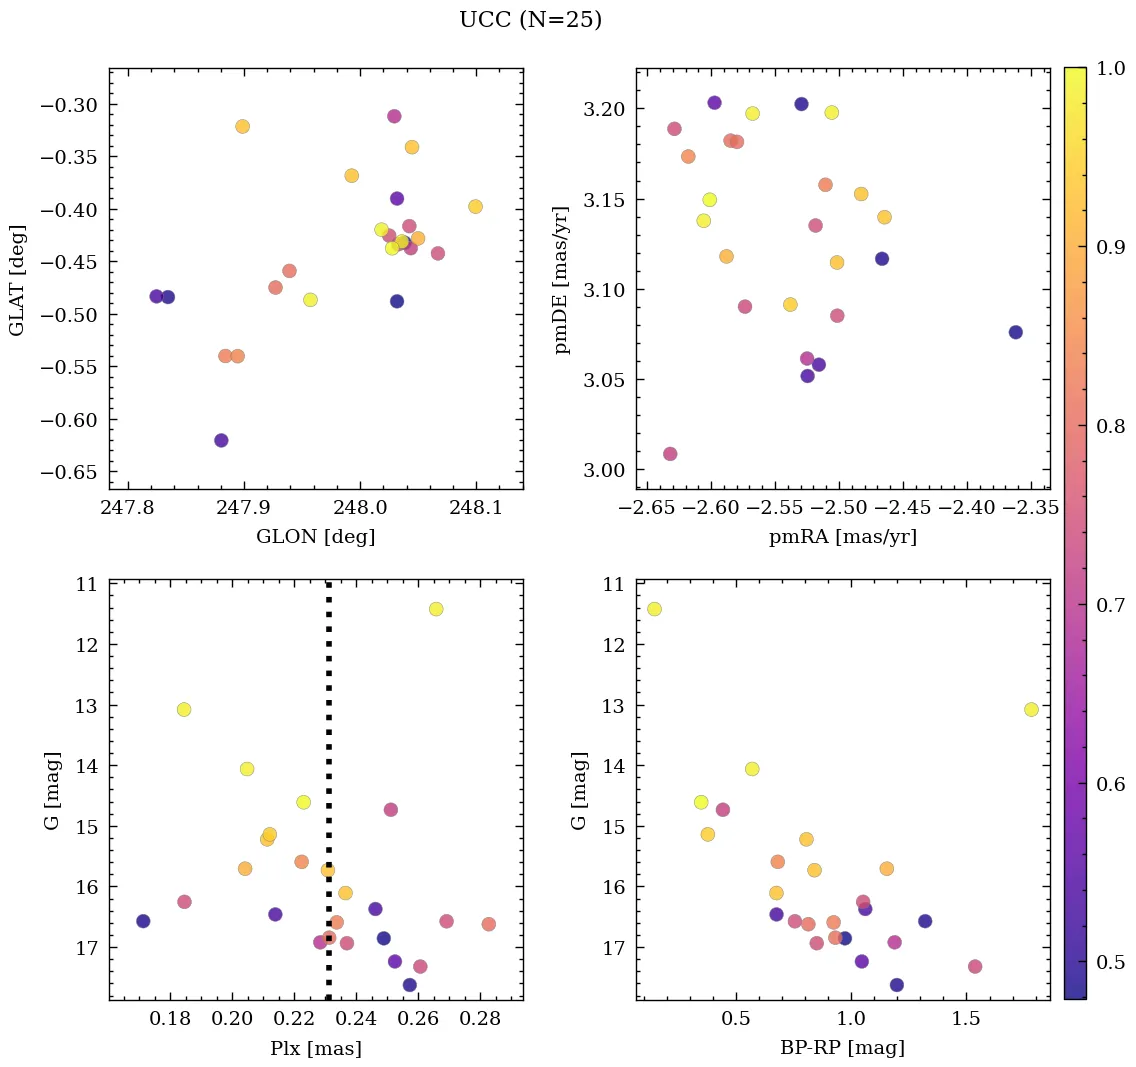 UCC (N=25)
−0.30
−0.35
−0.40
−0.45
−0.50
−0.55
−0.60
−0.65
GLAT [deg]
247.8 247.9 248.0 248.1
GLON [deg]
3.20
3.15
3.10
3.05
3.00
pmDE [mas/yr]
−2.65 −2.60 −2.55 −2.50 −2.45 −2.40 −2.35
pmRA [mas/yr]
11
12
13
14
15
16
17
G [mag]
0.18 0.20 0.22 0.24 0.26 0.28
Plx [mas]
11
12
13
14
15
16
17
G [mag]
0.5 1.0 1.5
BP-RP [mag]
1.0
0.9
0.8
0.7
0.6
0.5